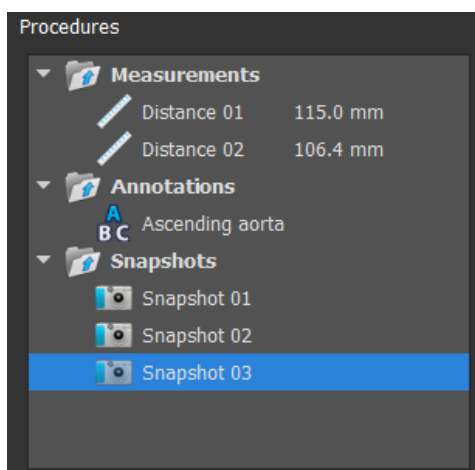 Procedures
Measurements
Distance 01 115.0 mm
Distance 02 106.4 mm
Annotations
A
B C Ascending aorta
Snapshots
Snapshot 01
Snapshot 02
Snapshot 03